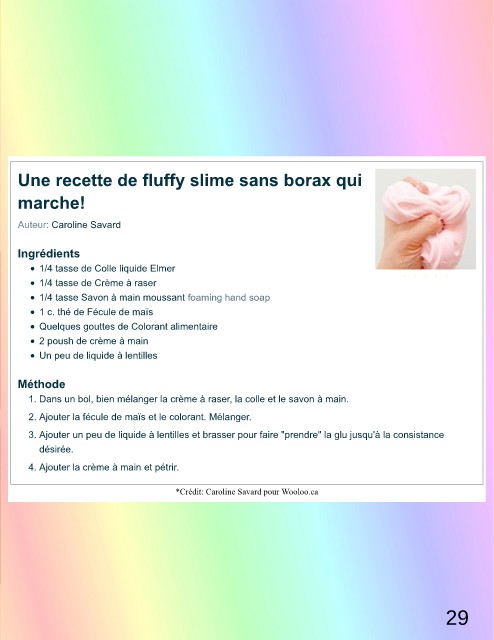 Une recette de fluffy slime sans borax qui
marche!
Auteur: Caroline Savard
Ingrédients
• 1/4 tasse de Colle liquide Elmer
• 1/4 tasse de Crème à raser
• 1/4 tasse Savon à main moussant foaming hand soap
• 1 c. thé de Fécule de maïs
• Quelques gouttes de Colorant alimentaire
• 2 poush de crème à main
• Un peu de liquide à lentilles
Méthode
1. Dans un bol, bien mélanger la crème à raser, la colle et le savon à main.
2. Ajouter la fécule de maïs et le colorant. Mélanger.
3. Ajouter un peu de liquide à lentilles et brasser pour faire "prendre" la glu jusqu'à la consistance
désirée.
4. Ajouter la crème à main et pétrir.
*Crédit: Caroline Savard pour Wooloo.ca
29